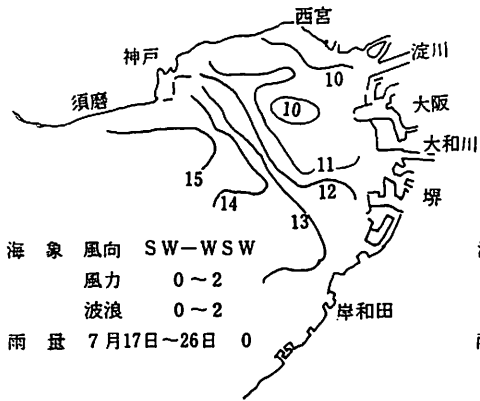 西宮
神戸
淀川
須磨
大阪
大和川
堺
岸和田
10
10
11
12
13
14
15
海象 風向 SW-WSW
風力 0~2
波浪 0~2
雨量 7月17日~26日 0